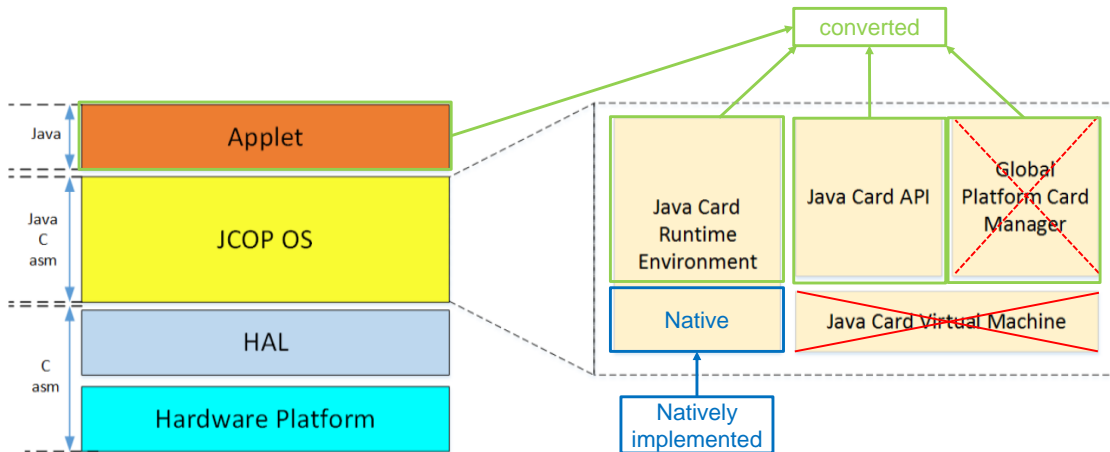 converted
Java
Applet
Java
C
asm
JCOP OS
Java Card
Runtime
Environment
Java Card API
Global
Platform Card
Manager
Native
Java Card Virtual Machine
C
asm
HAL
Hardware Platform
Natively
implemented